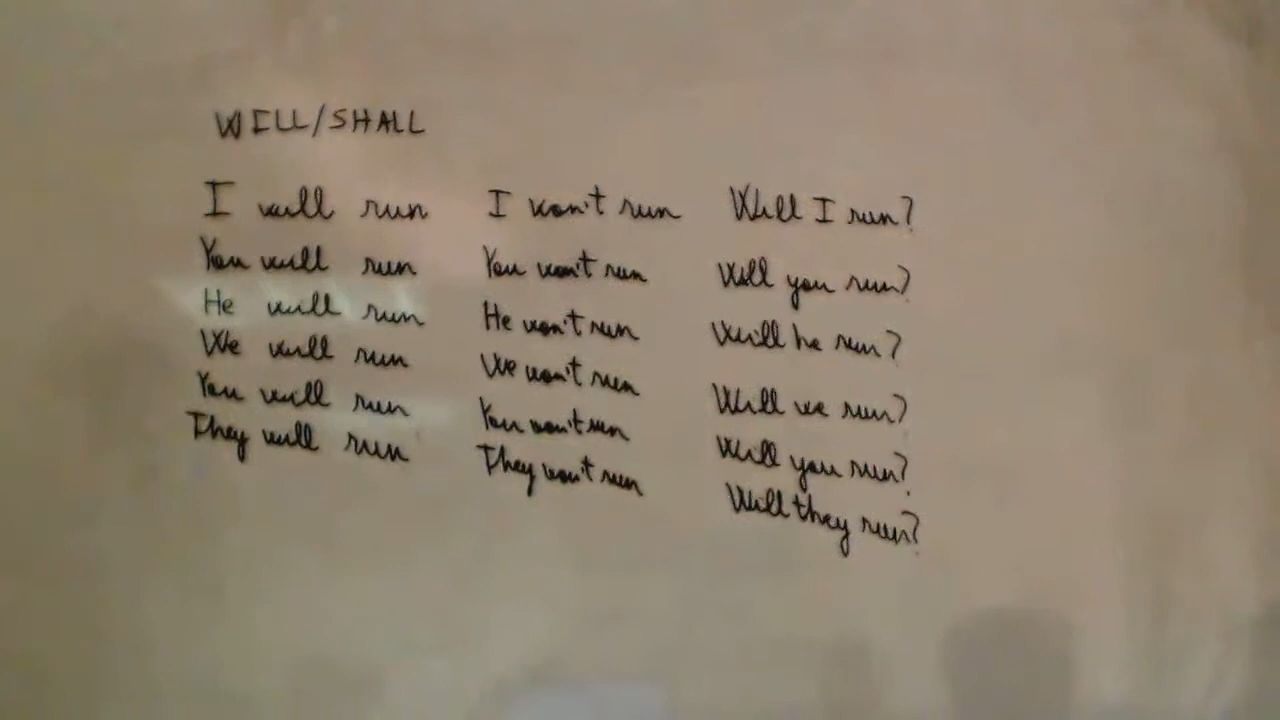 WILL/SHALL
I will run I won't run Will I run?
You will run You won't run Will you run?
He will run He won't run Will he run?
We will run We won't run Will we run?
You will run You won't run Will you run?
They will run They won't run Will they run?